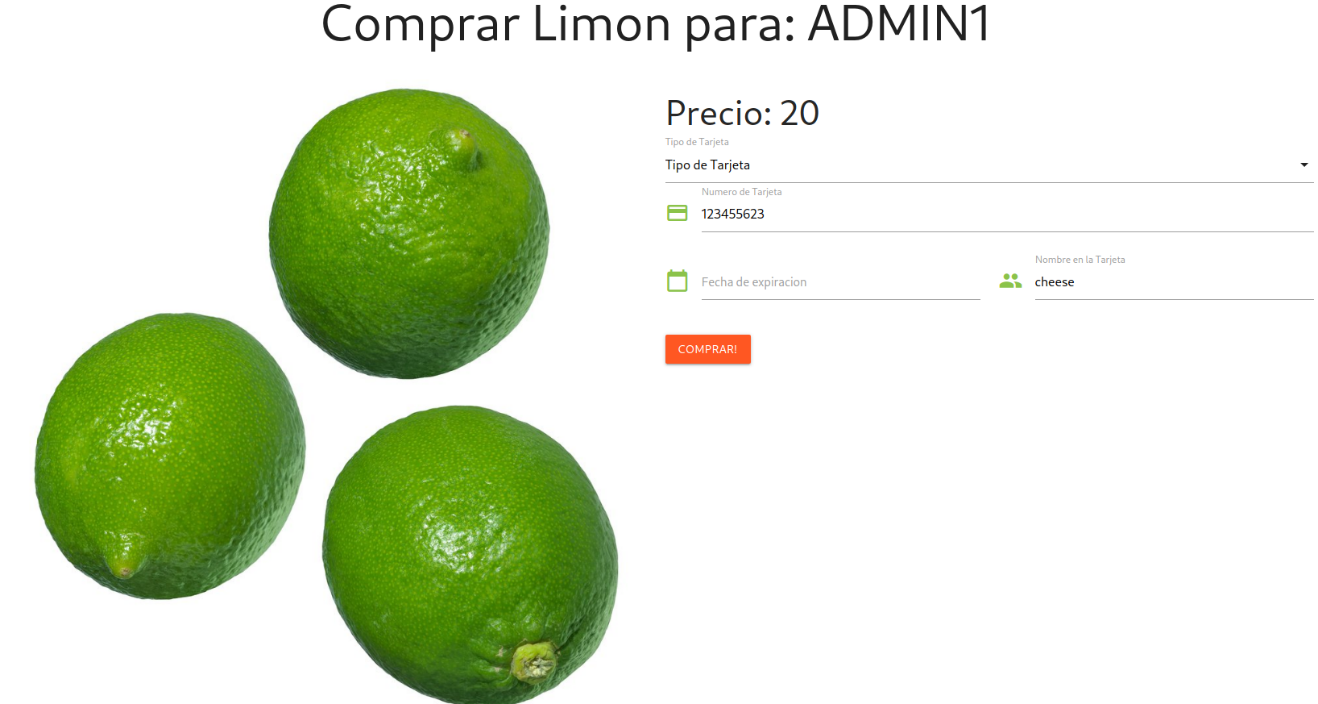 Comprar Limon para: ADMIN1
Precio: 20
Tipo de Tarjeta
Tipo de Tarjeta
Numero de Tarjeta
123455623
Fecha de expiracion
Nombre en la Tarjeta
cheese
COMPRAR!